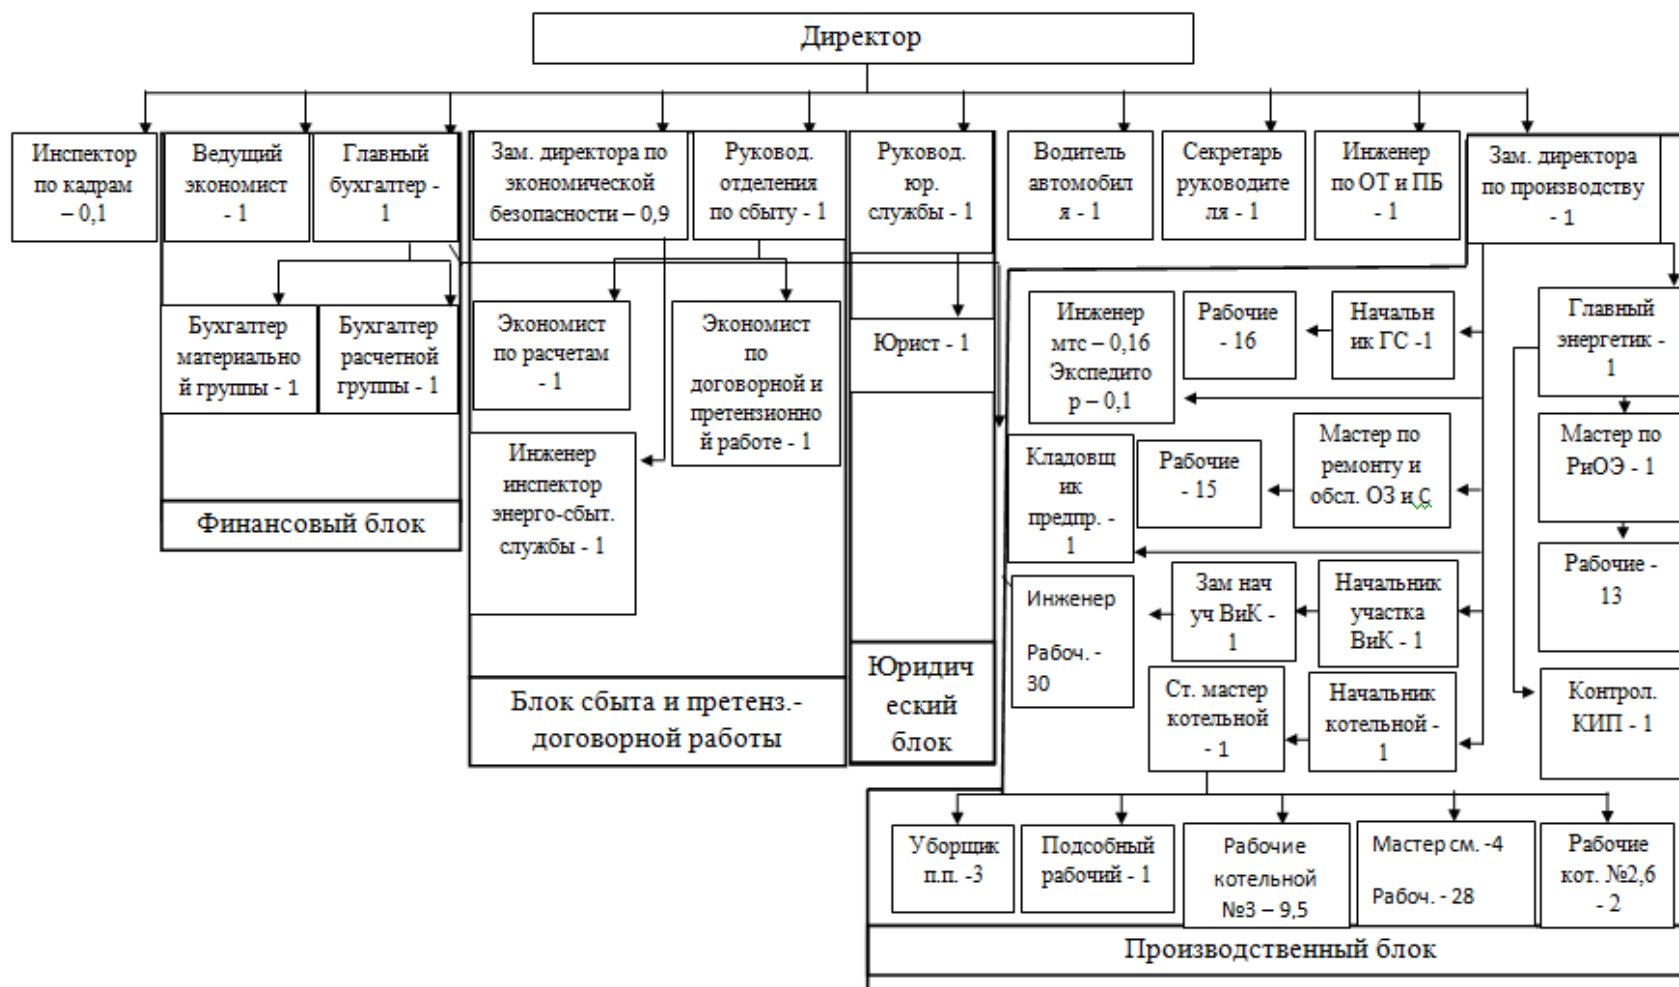 Директор
Инспектор
по кадрам
– 0,1
Ведущий
экономист
- 1
Главный
бухгалтер -
1
Зам. директора по
экономической
безопасности – 0,9
Руковод.
отделения
по сбыту - 1
Руковод.
юр.
службы - 1
Водитель
автомобил
я - 1
Секретарь
руководите
ля - 1
Инженер
по ОТ и ПБ
- 1
Зам. директора
по производству
- 1
Бухгалтер
материально
й группы - 1
Бухгалтер
расчетной
группы - 1
Финансовый блок
Экономист
по расчетам
- 1
Экономист
по
договорной и
претензионно
й работе - 1
Инженер
инспектор
энерго-сбыт.
службы - 1
Блок сбыта и претенз.-
договорной работы
Юрист - 1
Юридич
еский
блок
Инженер
мтс – 0,16
Экспедито
р – 0,1
Рабочие
- 16
Начальн
ик ГС -1
Главный
энергетик -
1
Кладовщ
ик
предпр. -
1
Рабочие
- 15
Мастер по
ремонту и
обсл. ОЗ и С
Мастер по
РиОЭ - 1
Рабочие -
13
Инженер
Рабоч. -
30
Зам нач
уч ВиК -
1
Начальник
участка
ВиК - 1
Ст. мастер
котельной
- 1
Начальник
котельной -
1
Контрол.
КИП - 1
Уборщик
п.п. -3
Подсобный
рабочий - 1
Рабочие
котельной
№3 – 9,5
Мастер см. -4
Рабоч. - 28
Рабочие
кот. №2,6
- 2
Производственный блок